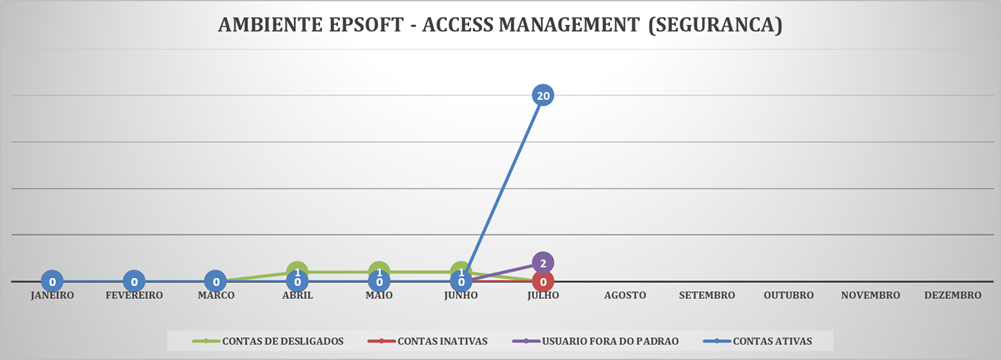 AMBIENTE EPSOFT - ACCESS MANAGEMENT (SEGURANCA)
20
1 1 1 2
0 0 0 0 0 0 0
JANEIRO FEVEREIRO MARCO ABRIL MAIO JUNHO JULHO AGOSTO SETEMBRO OUTUBRO NOVEMBRO DEZEMBRO
CONTAS DE DESLIGADOS CONTAS INATIVAS USUARIO FORA DO PADRAO CONTAS ATIVAS